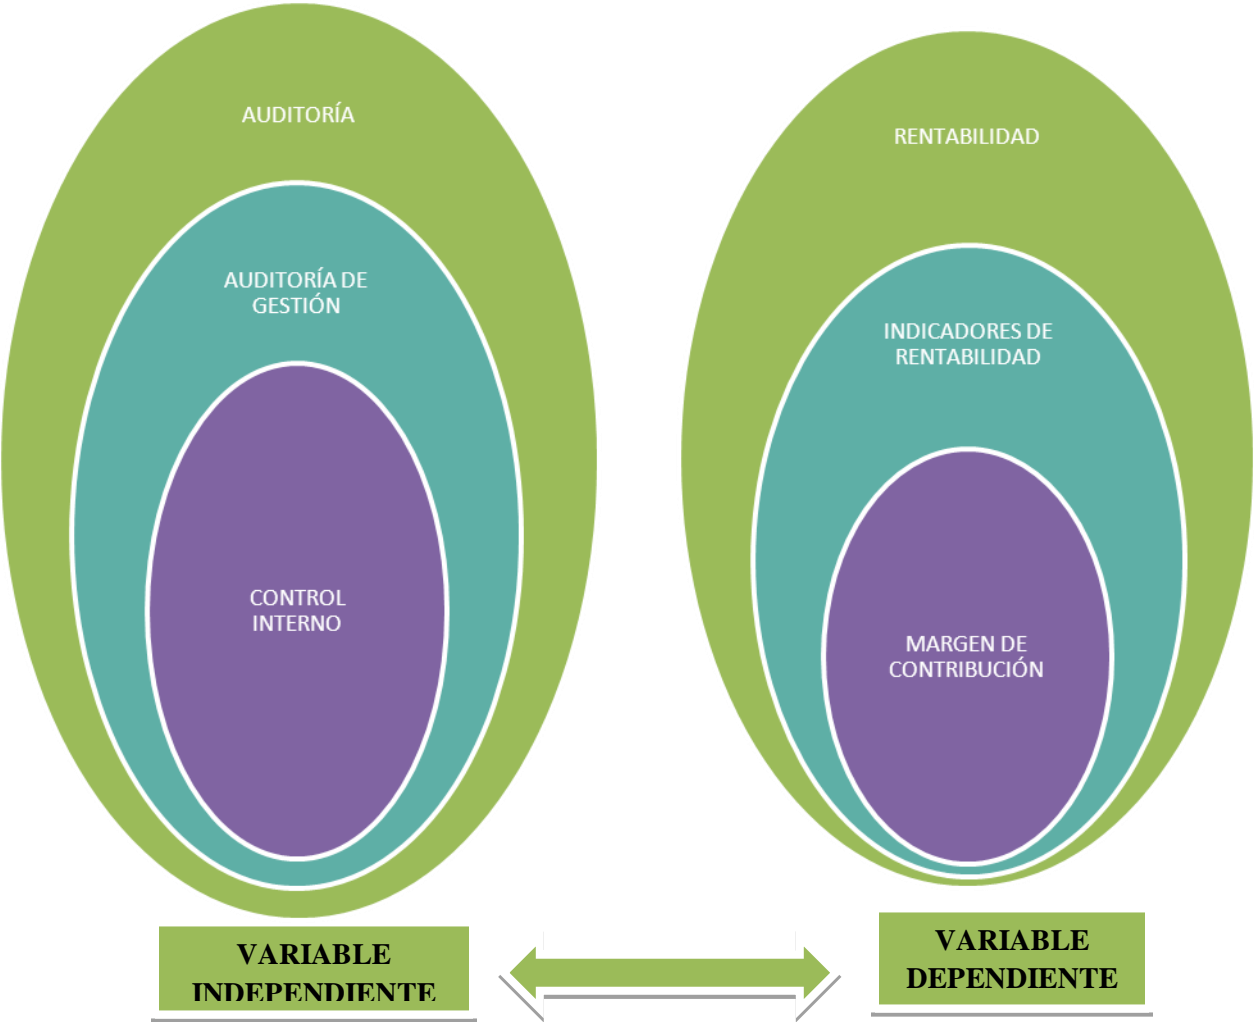 AUDITORÍA
AUDITORÍA DE
GESTIÓN
CONTROL
INTERNO
RENTABILIDAD
INDICADORES DE
RENTABILIDAD
MARGEN DE
CONTRIBUCIÓN
VARIABLE
INDEPENDIENTE
VARIABLE
DEPENDIENTE